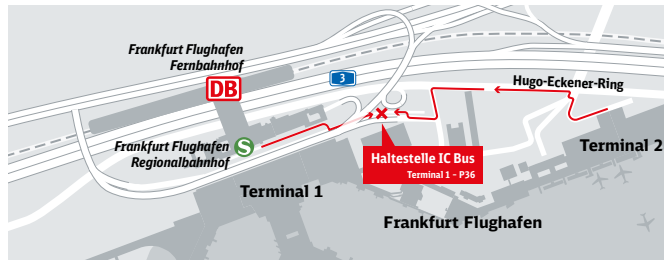 Frankfurt Flughafen
Fernbahnhof
DB
3
Hugo-Eckener-Ring
Frankfurt Flughafen
Regionalbahnhof
S
Haltestelle IC Bus
Terminal 1 - P36
Terminal 2
Terminal 1
Frankfurt Flughafen